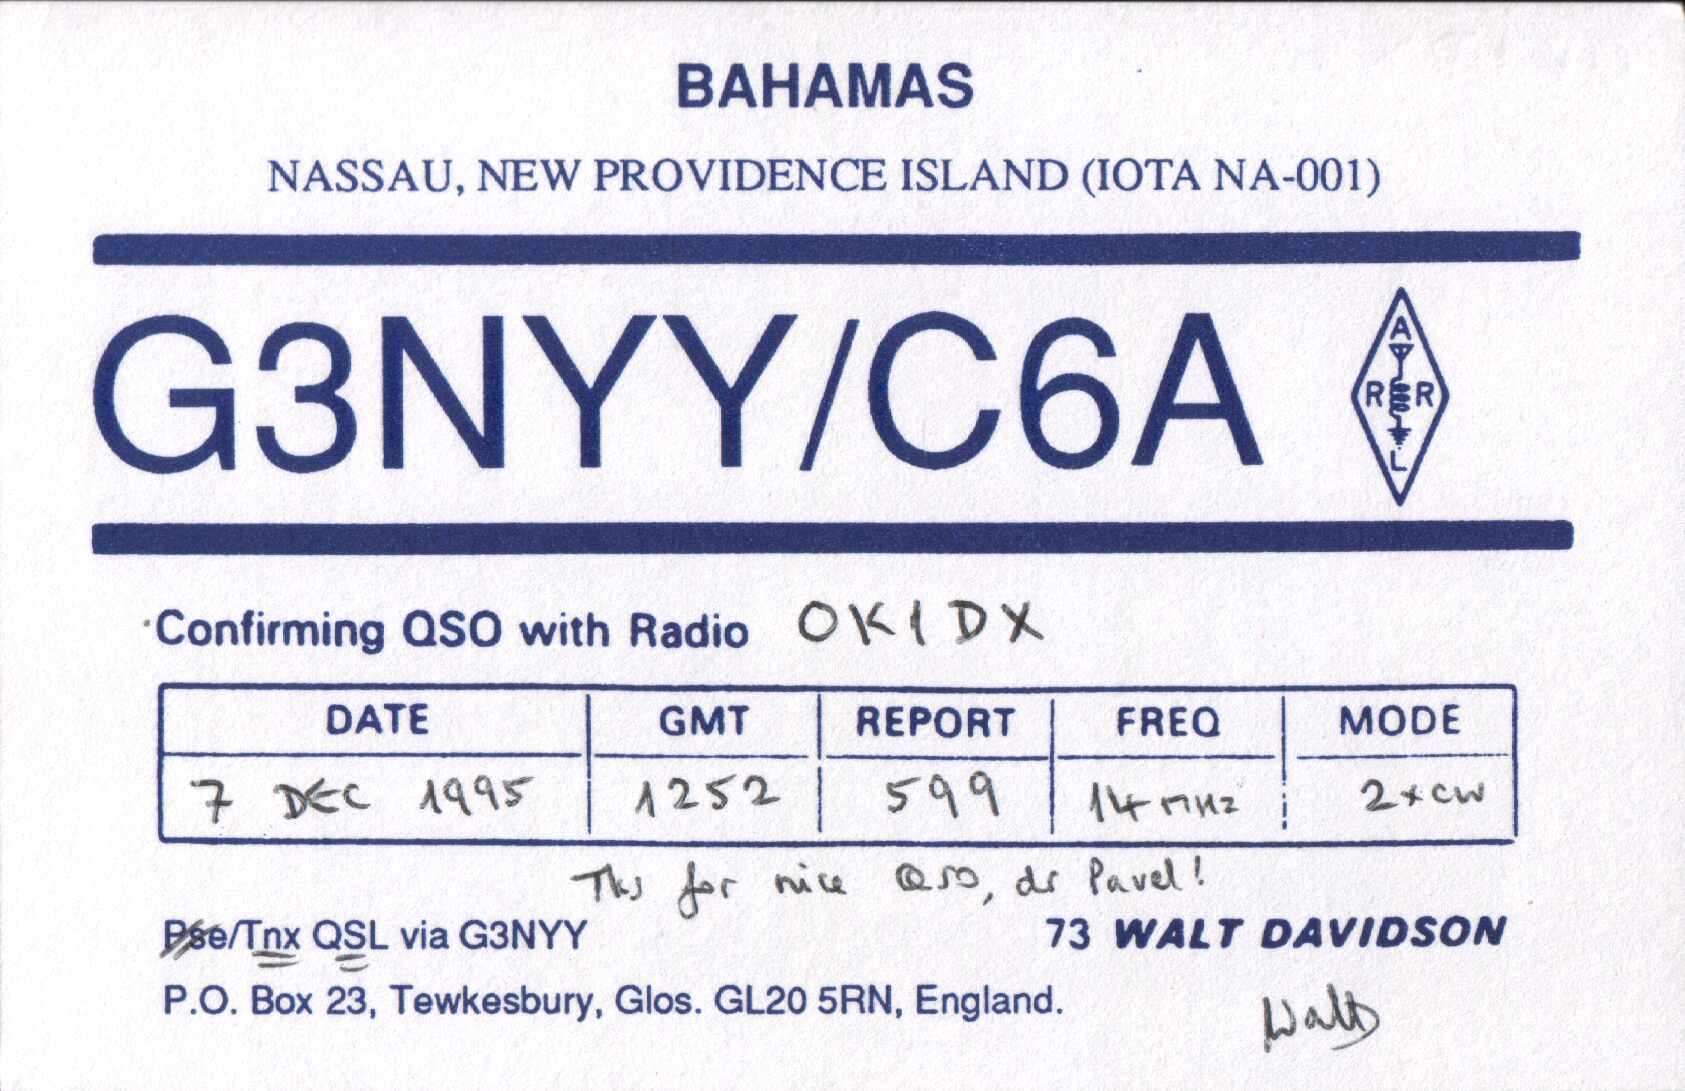 BAHAMAS
NASSAU, NEW PROVIDENCE ISLAND (IOTA NA-001)
G3NYY/C6A
A
R R
L
Confirming QSO with Radio OK1DX
DATE GMT REPORT FREQ MODE
7 DEC 1995 1252 599 14 MHz 2xCW
Tks for nice QSO, dr Pavel!
Pse/Tnx QSL via G3NYY 73 WALT DAVIDSON
P.O. Box 23, Tewkesbury, Glos. GL20 5RN, England.
Walt